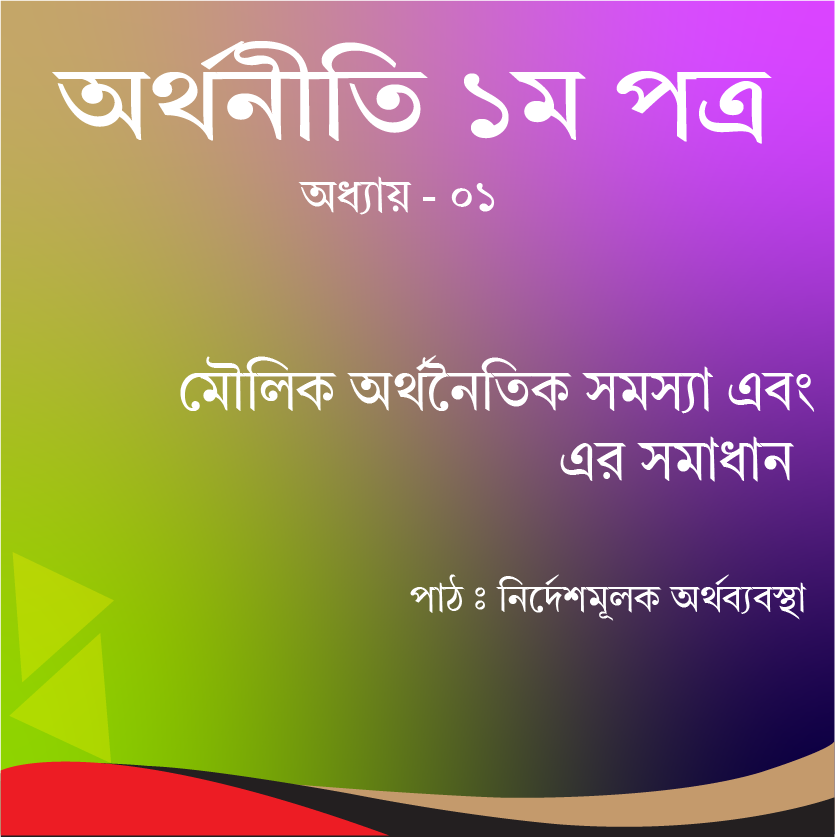 অর্থনীতি ১ম পত্র
অধ্যায় - ০১
মৌলিক অর্থনৈতিক সমস্যা এবং
এর সমাধান
পাঠ ঃ নির্দেশমূলক অর্থব্যবস্থা